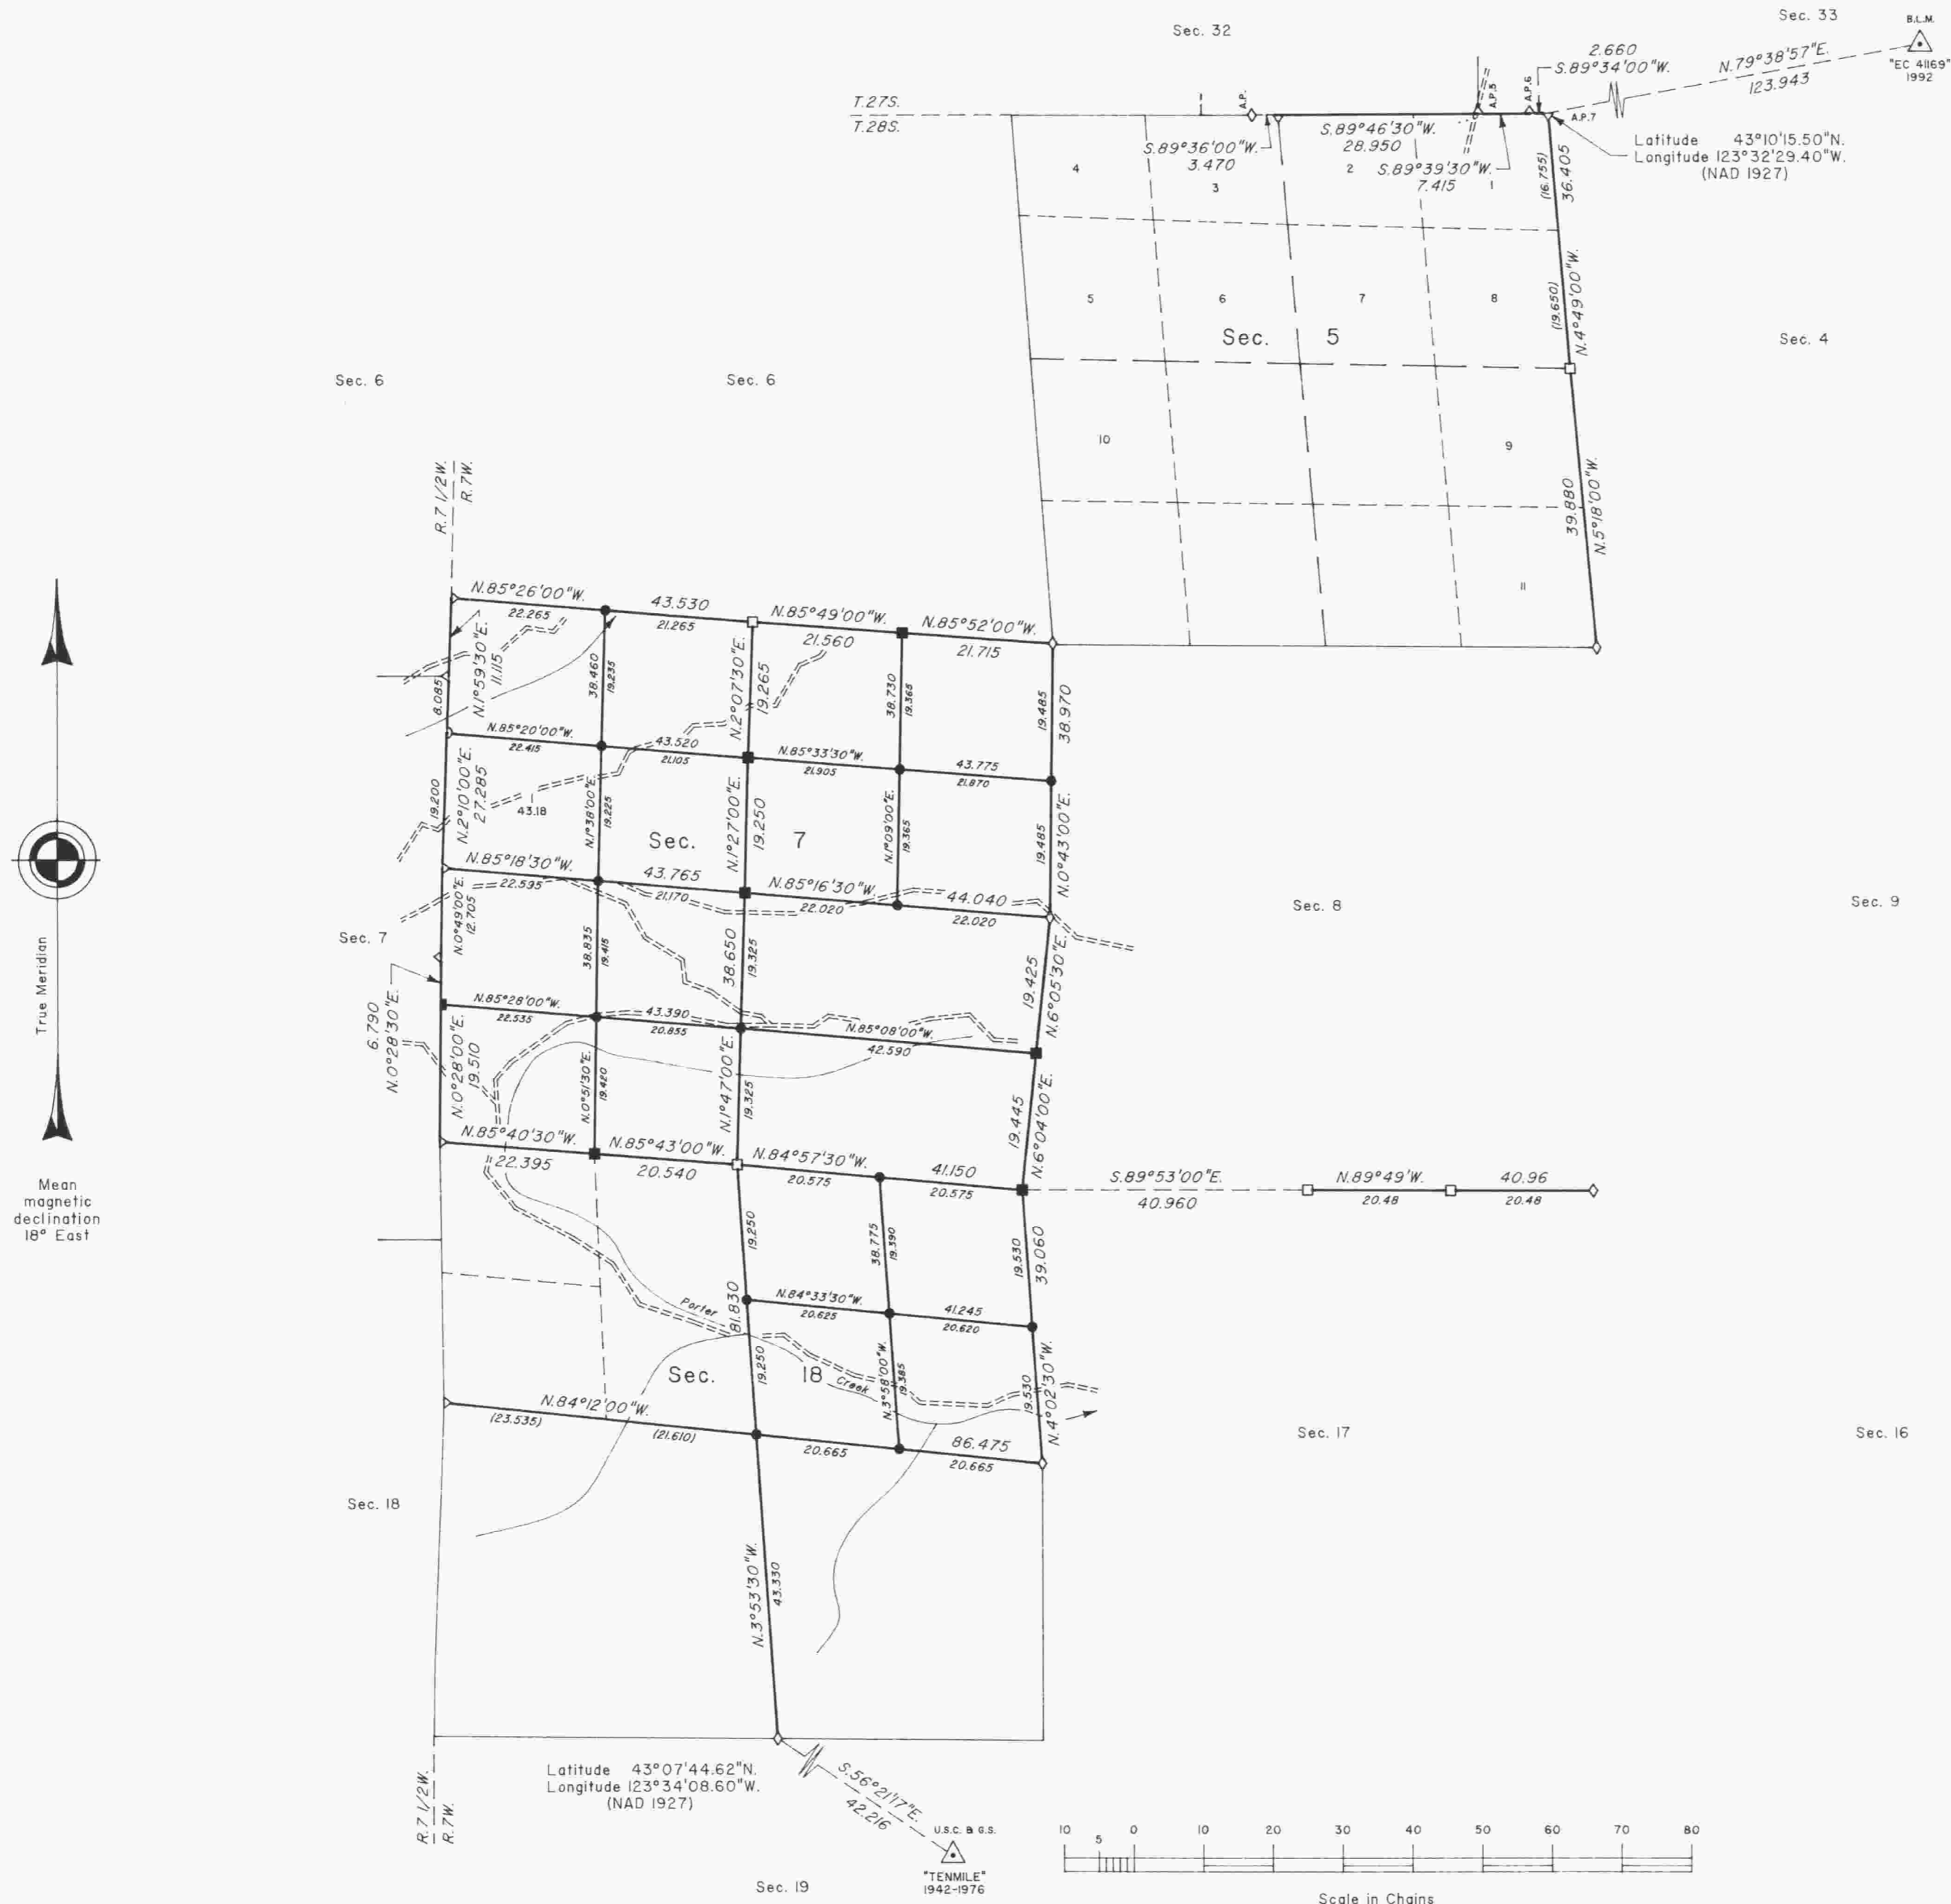 Sec. 32
Sec. 33
B.L.M.
"EC 41169"
1992
N.79°38'57"E.
123.943
2.660
S.89°34'00"W.
T.27S.
T.28S.
A.P.
A.P.5
A.P.6
A.P.7
S.89°36'00"W.
3.470
S.89°46'30"W.
28.950
S.89°39'30"W.
7.415
Latitude 43°10'15.50"N.
Longitude 123°32'29.40"W.
(NAD 1927)
4
3
2
1
(16.755)
36.405
5
6
7
8
(19.650)
N.4°49'00"W.
Sec. 5
Sec. 4
Sec. 6
Sec. 6
10
9
39.880
N.5°18'00"W.
11
R.7 1/2W.
R.7W.
N.85°26'00"W.
22.265
43.530
21.265
N.85°49'00"W.
21.560
N.85°52'00"W.
21.715
N.1°59'30"E.
11.115
8.085
38.460
19.235
N.2°07'30"E.
19.265
38.730
19.365
19.485
38.970
N.85°20'00"W.
22.415
43.520
21.105
N.85°33'30"W.
21.905
43.775
21.870
19.200
N.2°10'00"E.
27.285
1
43.18
N.1°38'00"E.
19.225
N.1°27'00"E.
19.250
N.1°09'00"E.
19.365
19.485
N.0°43'00"E.
Sec. 7
N.85°18'30"W.
22.595
43.765
21.170
N.85°16'30"W.
22.020
44.040
22.020
Sec. 8
Sec. 9
Sec. 7
N.0°49'00"E.
12.705
38.835
19.415
38.650
19.325
19.425
N.6°05'30"E.
6.790
N.0°28'30"E.
N.85°28'00"W.
22.535
43.390
20.855
N.85°08'00"W.
42.590
N.0°28'00"E.
19.510
N.0°51'30"E.
19.420
N.1°47'00"E.
19.325
19.445
N.6°04'00"E.
N.85°40'30"W.
22.395
N.85°43'00"W.
20.540
N.84°57'30"W.
20.575
41.150
20.575
S.89°53'00"E.
40.960
N.89°49'W.
20.48
40.96
20.48
True Meridian
Mean
magnetic
declination
18° East
19.250
38.775
19.390
19.530
39.060
81.830
N.84°33'30"W.
20.625
41.245
20.620
Porter
Creek
Sec. 18
19.250
N.3°58'00"W.
19.385
19.530
N.4°02'30"W.
N.84°12'00"W.
(23.535)
(21.610)
20.665
86.475
20.665
Sec. 17
Sec. 16
Sec. 18
N.3°53'30"W.
43.330
Latitude 43°07'44.62"N.
Longitude 123°34'08.60"W.
(NAD 1927)
R.7 1/2W.
R.7W.
S.56°21'17"E.
42.216
U.S.C. & G.S.
"TENMILE"
1942-1976
Sec. 19
10 5 0 10 20 30 40 50 60 70 80
Scale in Chains